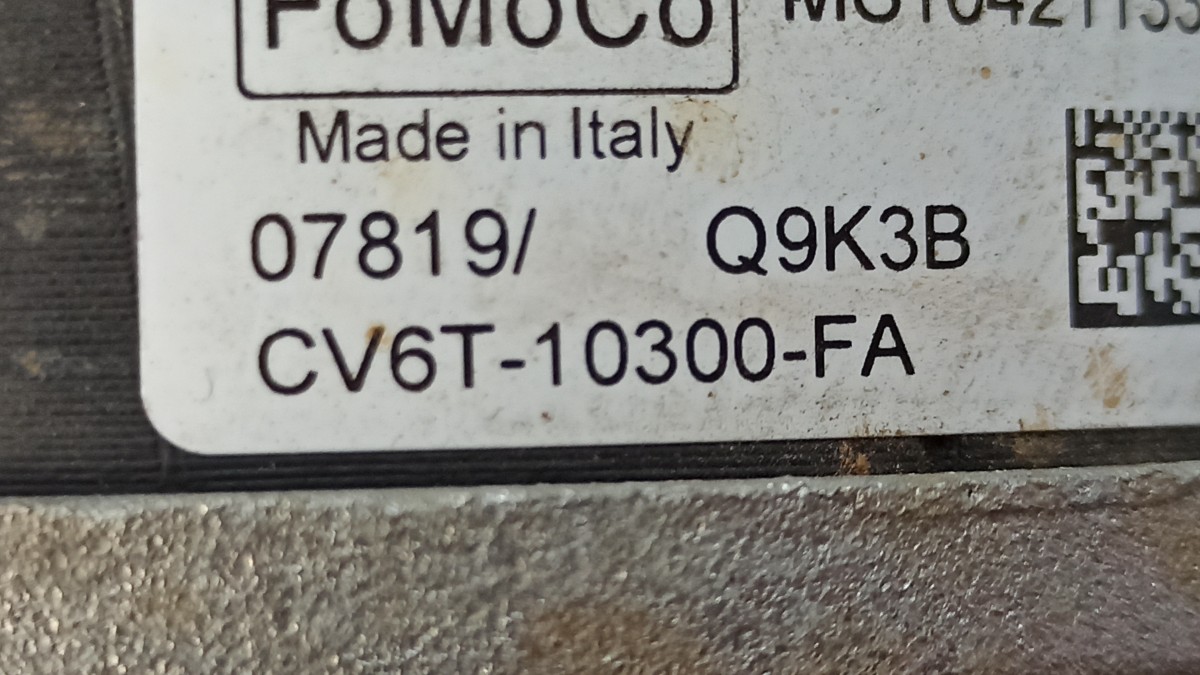 FoMoCo
Made in Italy
07819/ Q9K3B
CV6T-10300-FA